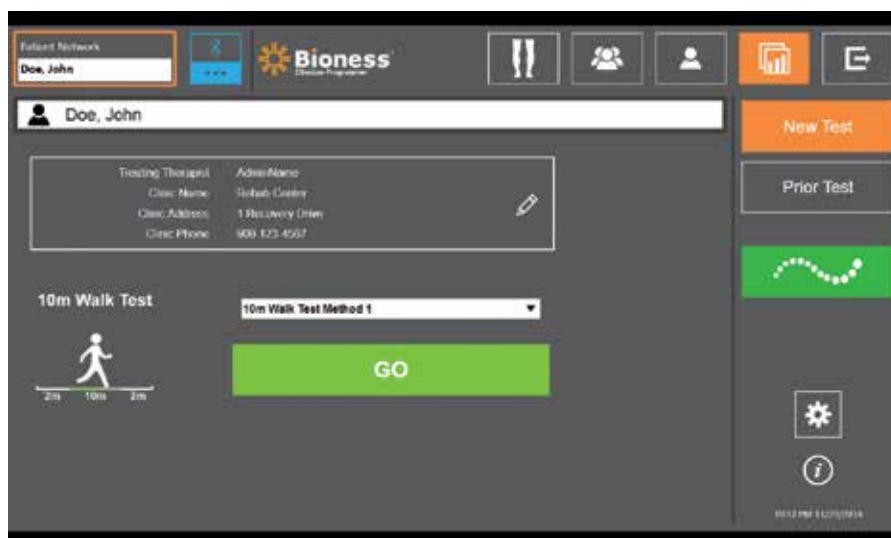 Patient Network
Doe, John
Bioness
Doe, John
New Test
Prior Test
Treating Therapist AdminName
Clinic Name Rehab Center
Clinic Address 1 Recovery Drive
Clinic Phone
10m Walk Test
10m Walk Test Method 1
GO
2m 10m 2m